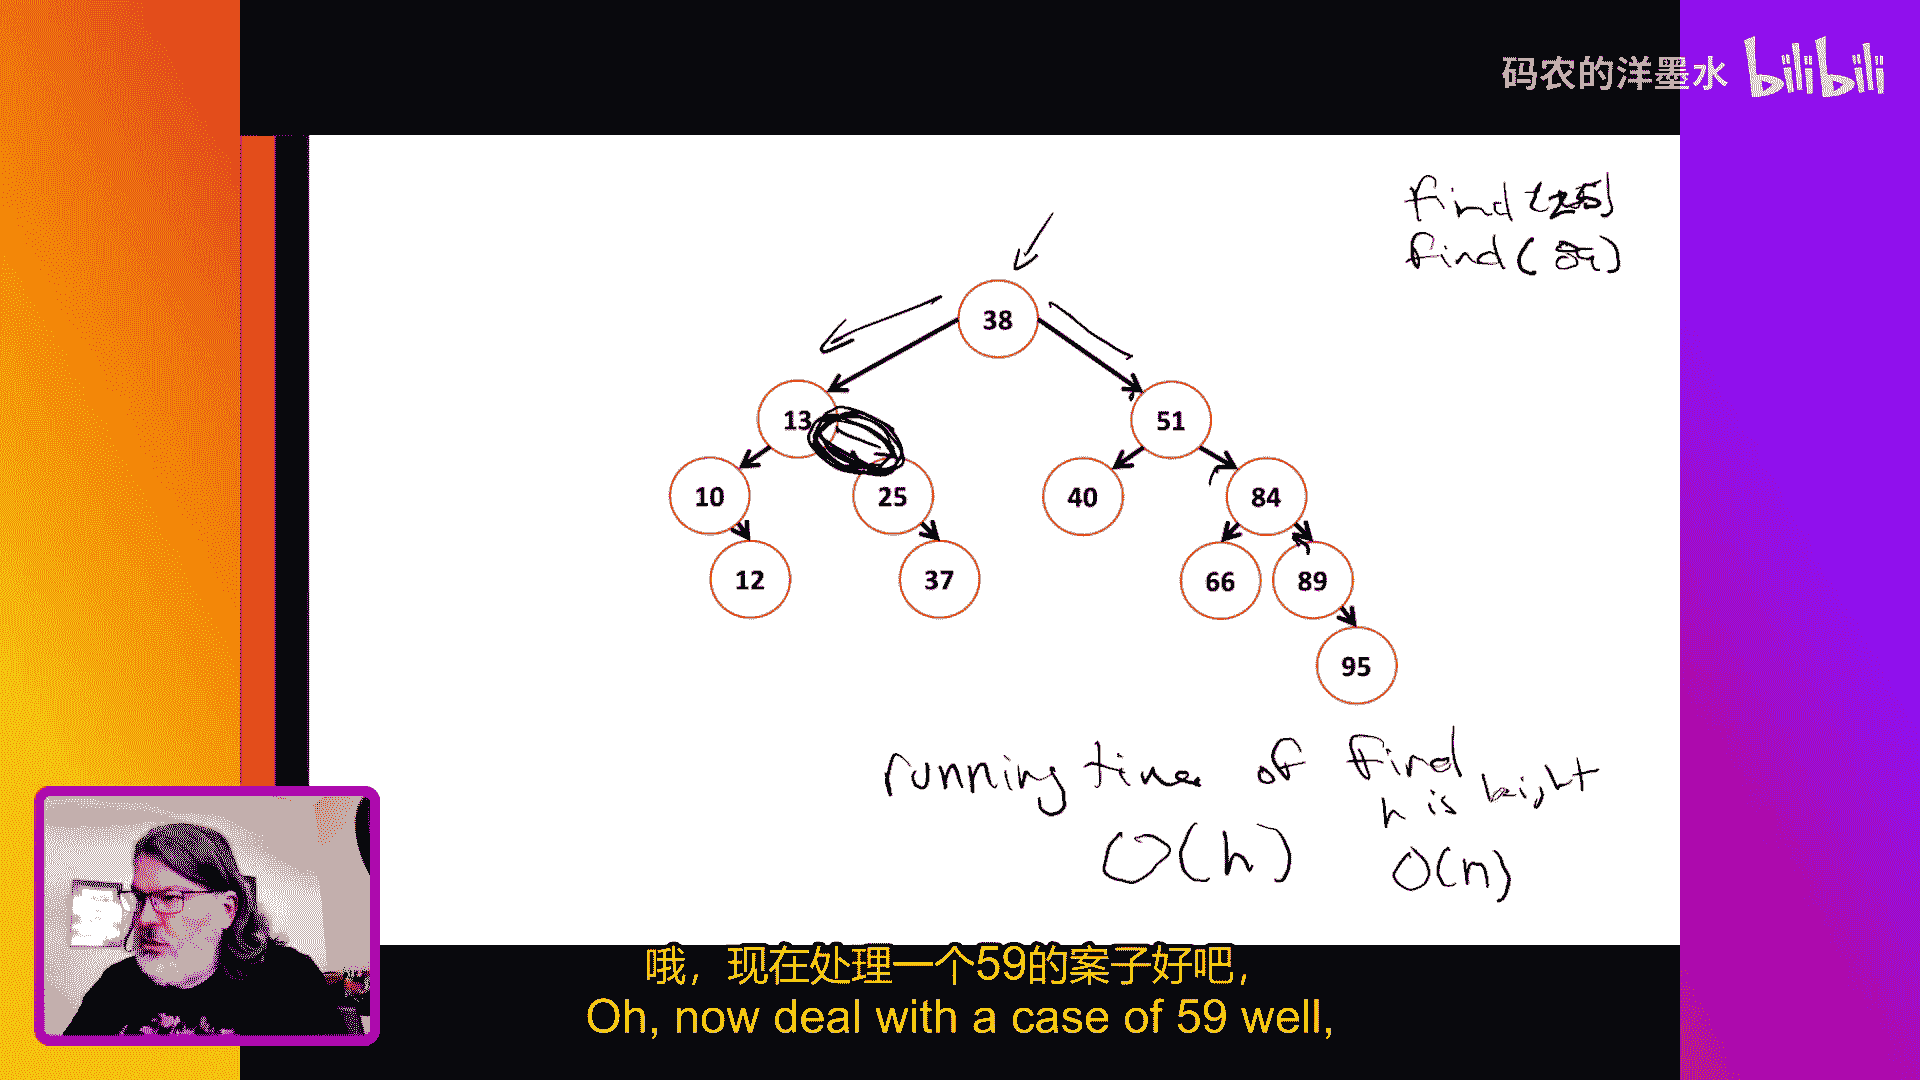 码农的洋墨水 bilibili
find(25)
find(
38
13
51
10
25
40
84
12
37
66
89
95
running time of find
h is height
O(h)
O(n)
哦，现在处理一个59的案子好吧，
Oh, now deal with a case of 59 well,